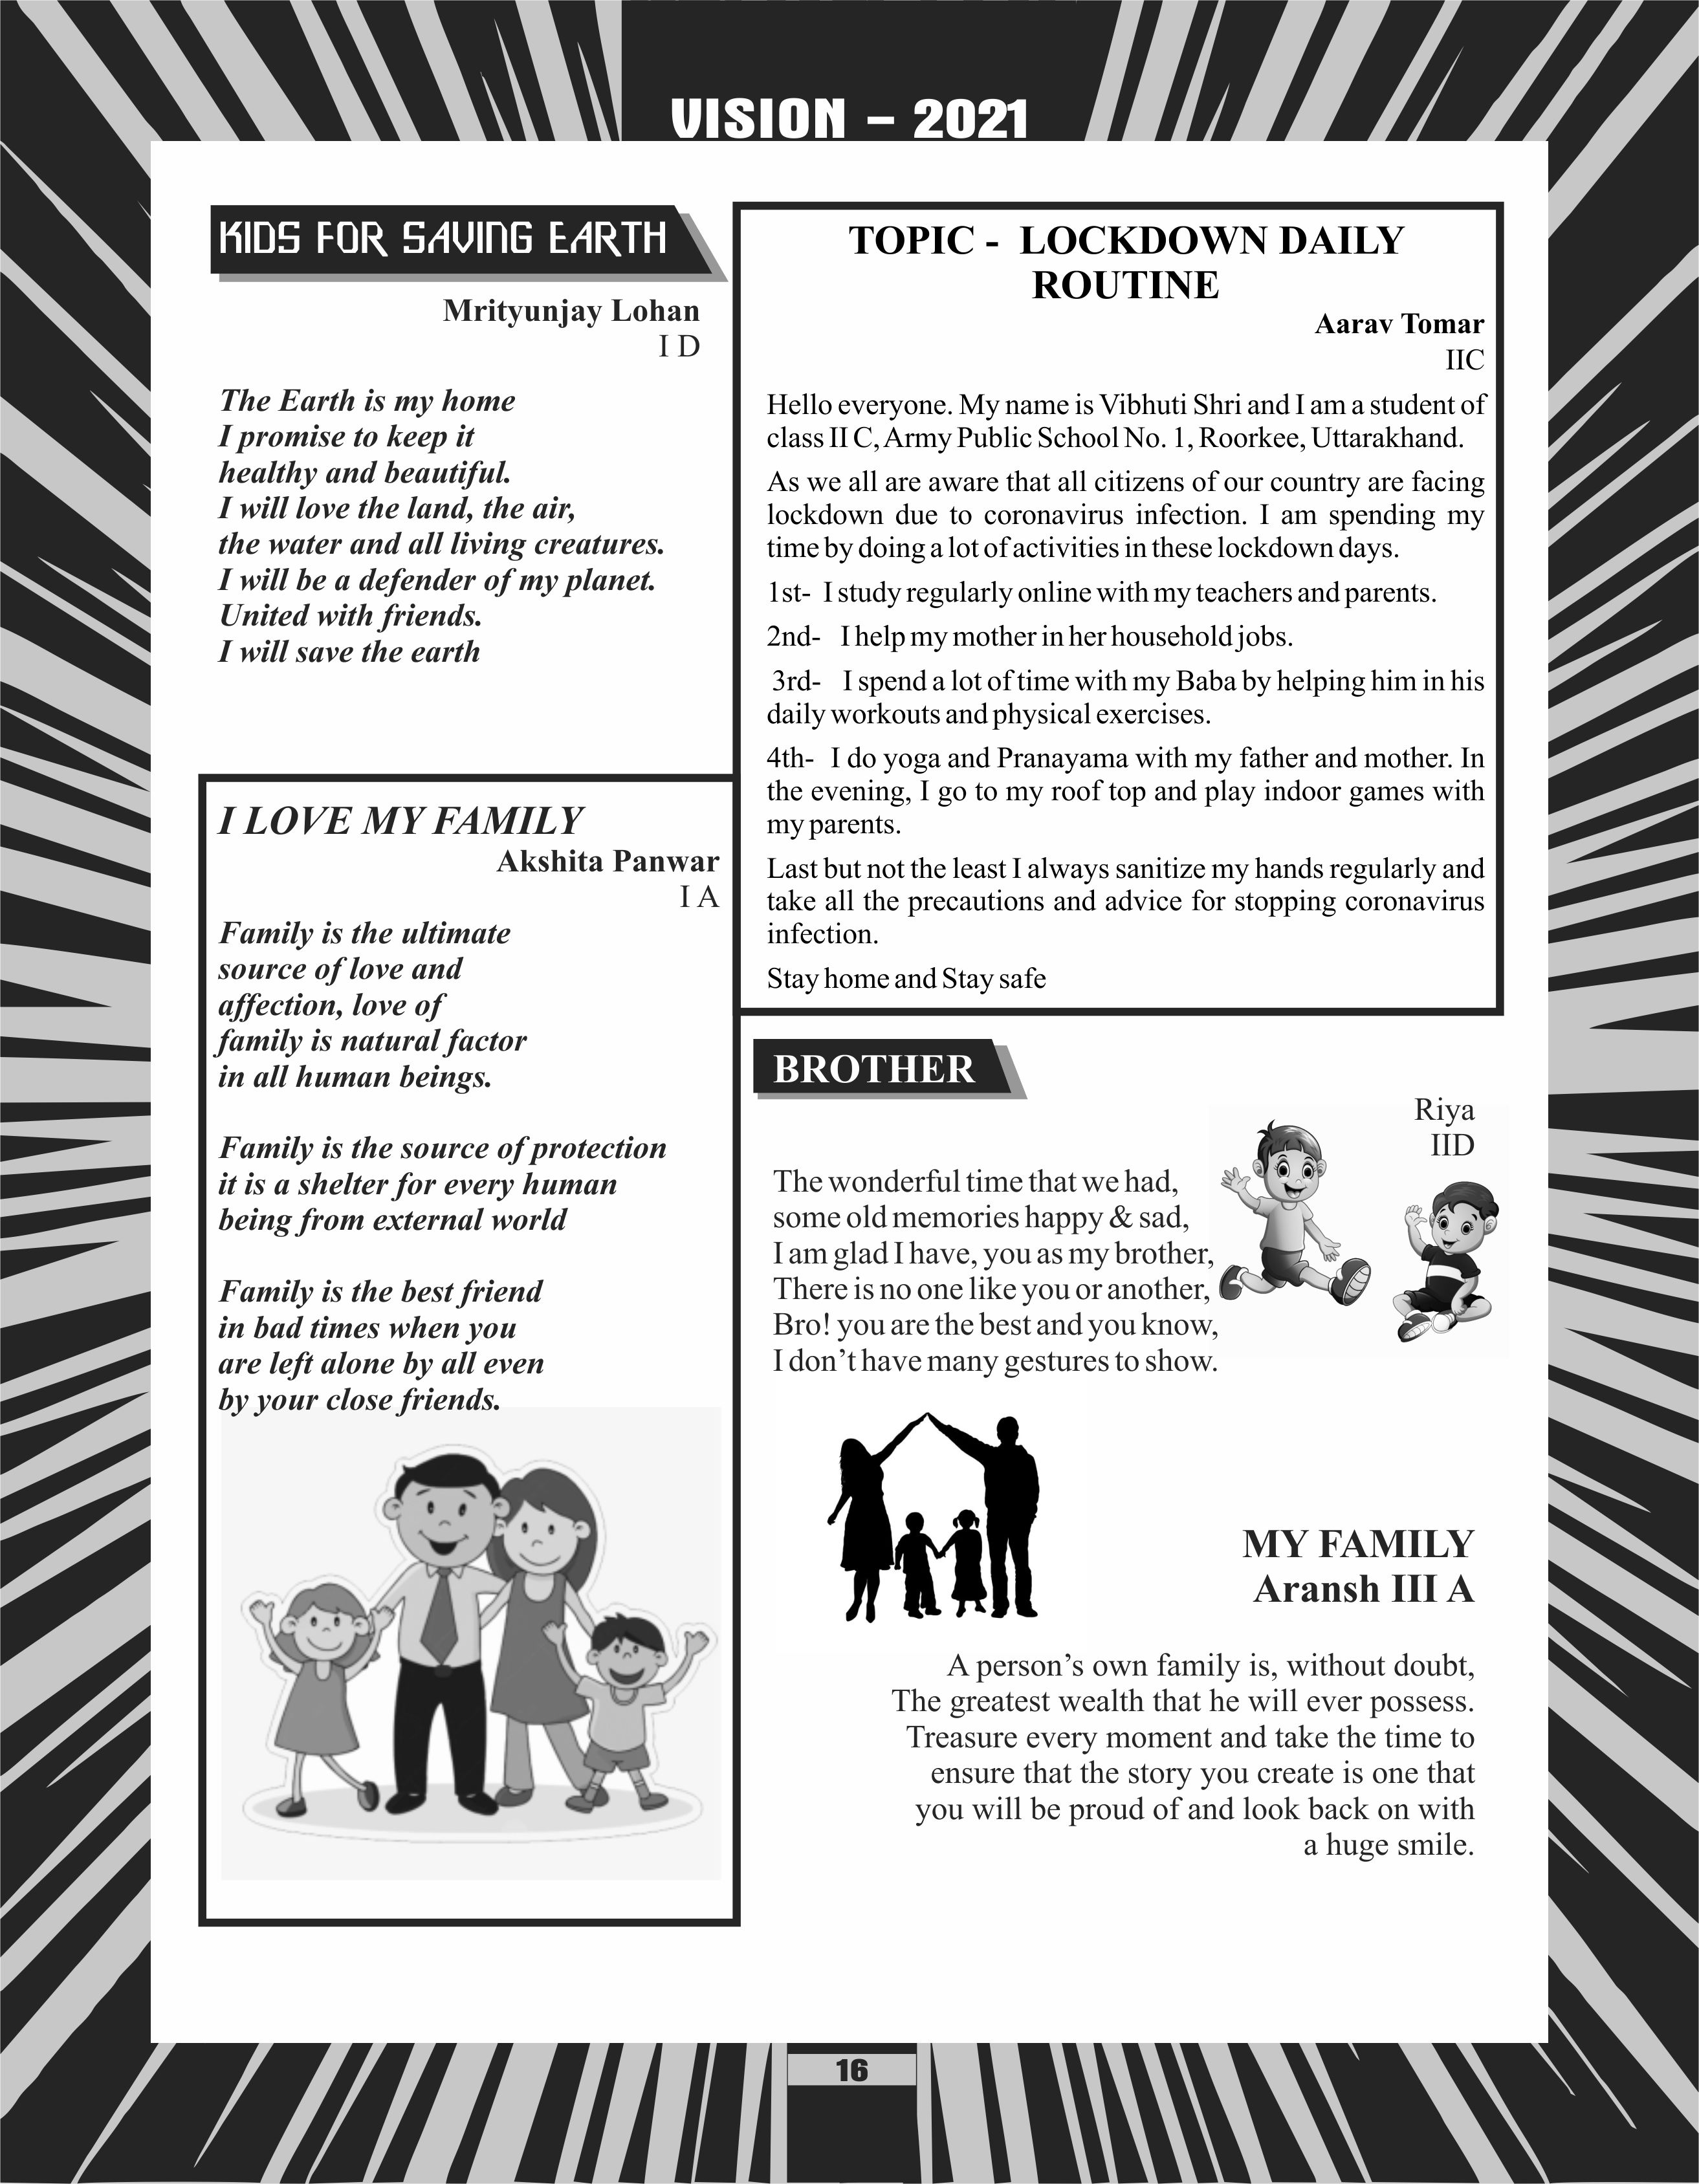 VISION – 2021
KIDS FOR SAVING EARTH
Mrityunjay Lohan
I D
The Earth is my home
I promise to keep it
healthy and beautiful.
I will love the land, the air,
the water and all living creatures.
I will be a defender of my planet.
United with friends.
I will save the earth
I LOVE MY FAMILY
Akshita Panwar
I A
Family is the ultimate
source of love and
affection, love of
family is natural factor
in all human beings.
Family is the source of protection
it is a shelter for every human
being from external world
Family is the best friend
in bad times when you
are left alone by all even
by your close friends.
TOPIC - LOCKDOWN DAILY
ROUTINE
Aarav Tomar
IIC
Hello everyone. My name is Vibhuti Shri and I am a student of
class II C, Army Public School No. 1, Roorkee, Uttarakhand.
As we all are aware that all citizens of our country are facing
lockdown due to coronavirus infection. I am spending my
time by doing a lot of activities in these lockdown days.
1st- I study regularly online with my teachers and parents.
2nd- I help my mother in her household jobs.
3rd- I spend a lot of time with my Baba by helping him in his
daily workouts and physical exercises.
4th- I do yoga and Pranayama with my father and mother. In
the evening, I go to my roof top and play indoor games with
my parents.
Last but not the least I always sanitize my hands regularly and
take all the precautions and advice for stopping coronavirus
infection.
Stay home and Stay safe
BROTHER
Riya
IID
The wonderful time that we had,
some old memories happy & sad,
I am glad I have, you as my brother,
There is no one like you or another,
Bro! you are the best and you know,
I don’t have many gestures to show.
MY FAMILY
Aransh III A
A person’s own family is, without doubt,
The greatest wealth that he will ever possess.
Treasure every moment and take the time to
ensure that the story you create is one that
you will be proud of and look back on with
a huge smile.
16